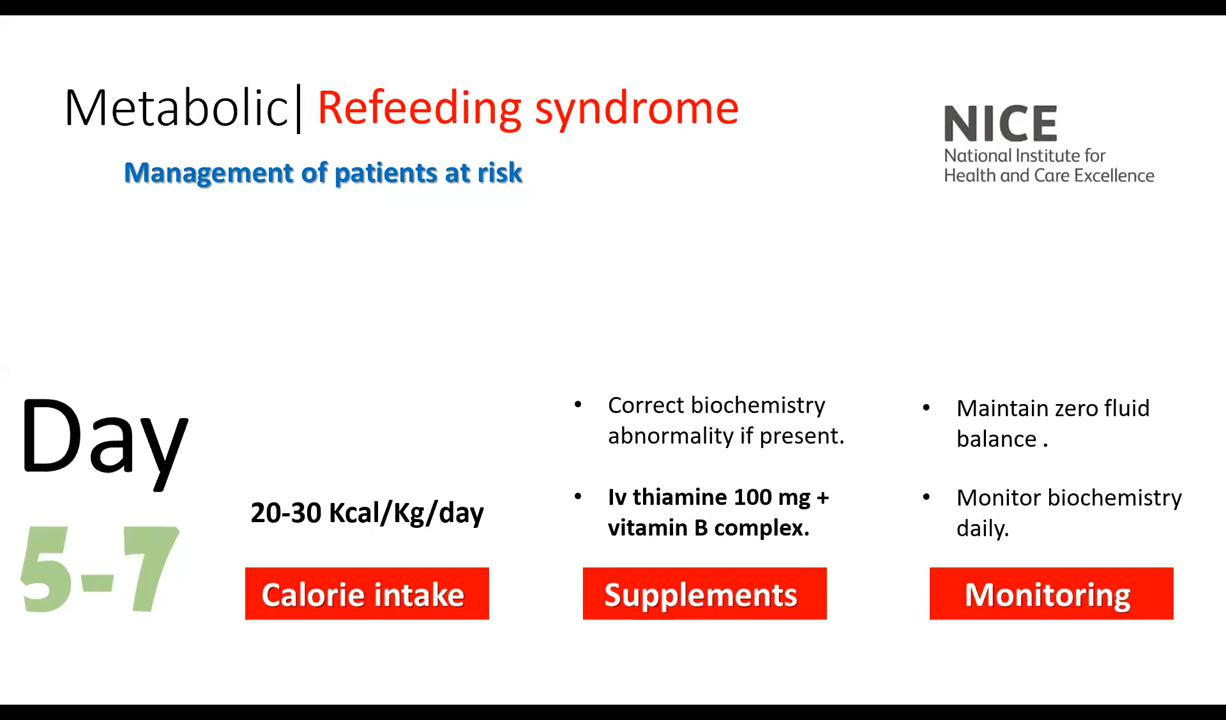 Metabolic| Refeeding syndrome
Management of patients at risk
NICE
National Institute for
Health and Care Excellence
Day
5-7
20-30 Kcal/Kg/day
Calorie intake
• Correct biochemistry
abnormality if present.
• Iv thiamine 100 mg +
vitamin B complex.
Supplements
• Maintain zero fluid
balance .
• Monitor biochemistry
daily.
Monitoring